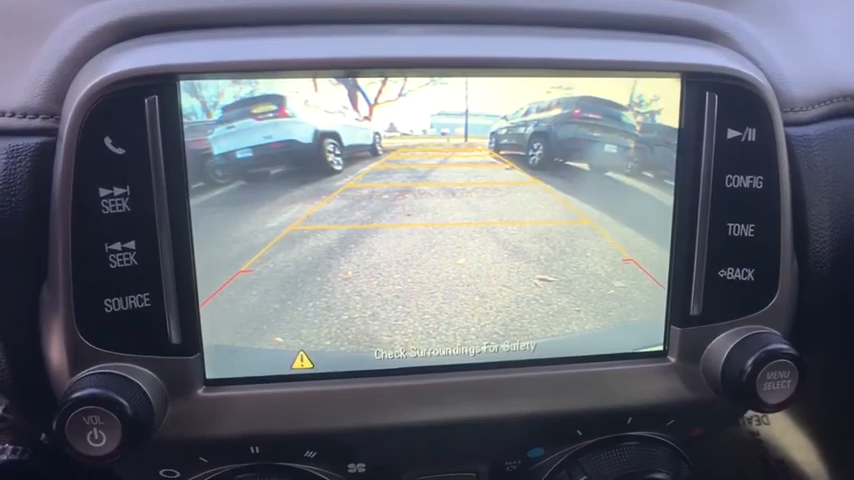 SEEK
SEEK
SOURCE
VOL
CONFIG
TONE
BACK
MENU
SELECT
Check Surroundings For Safety